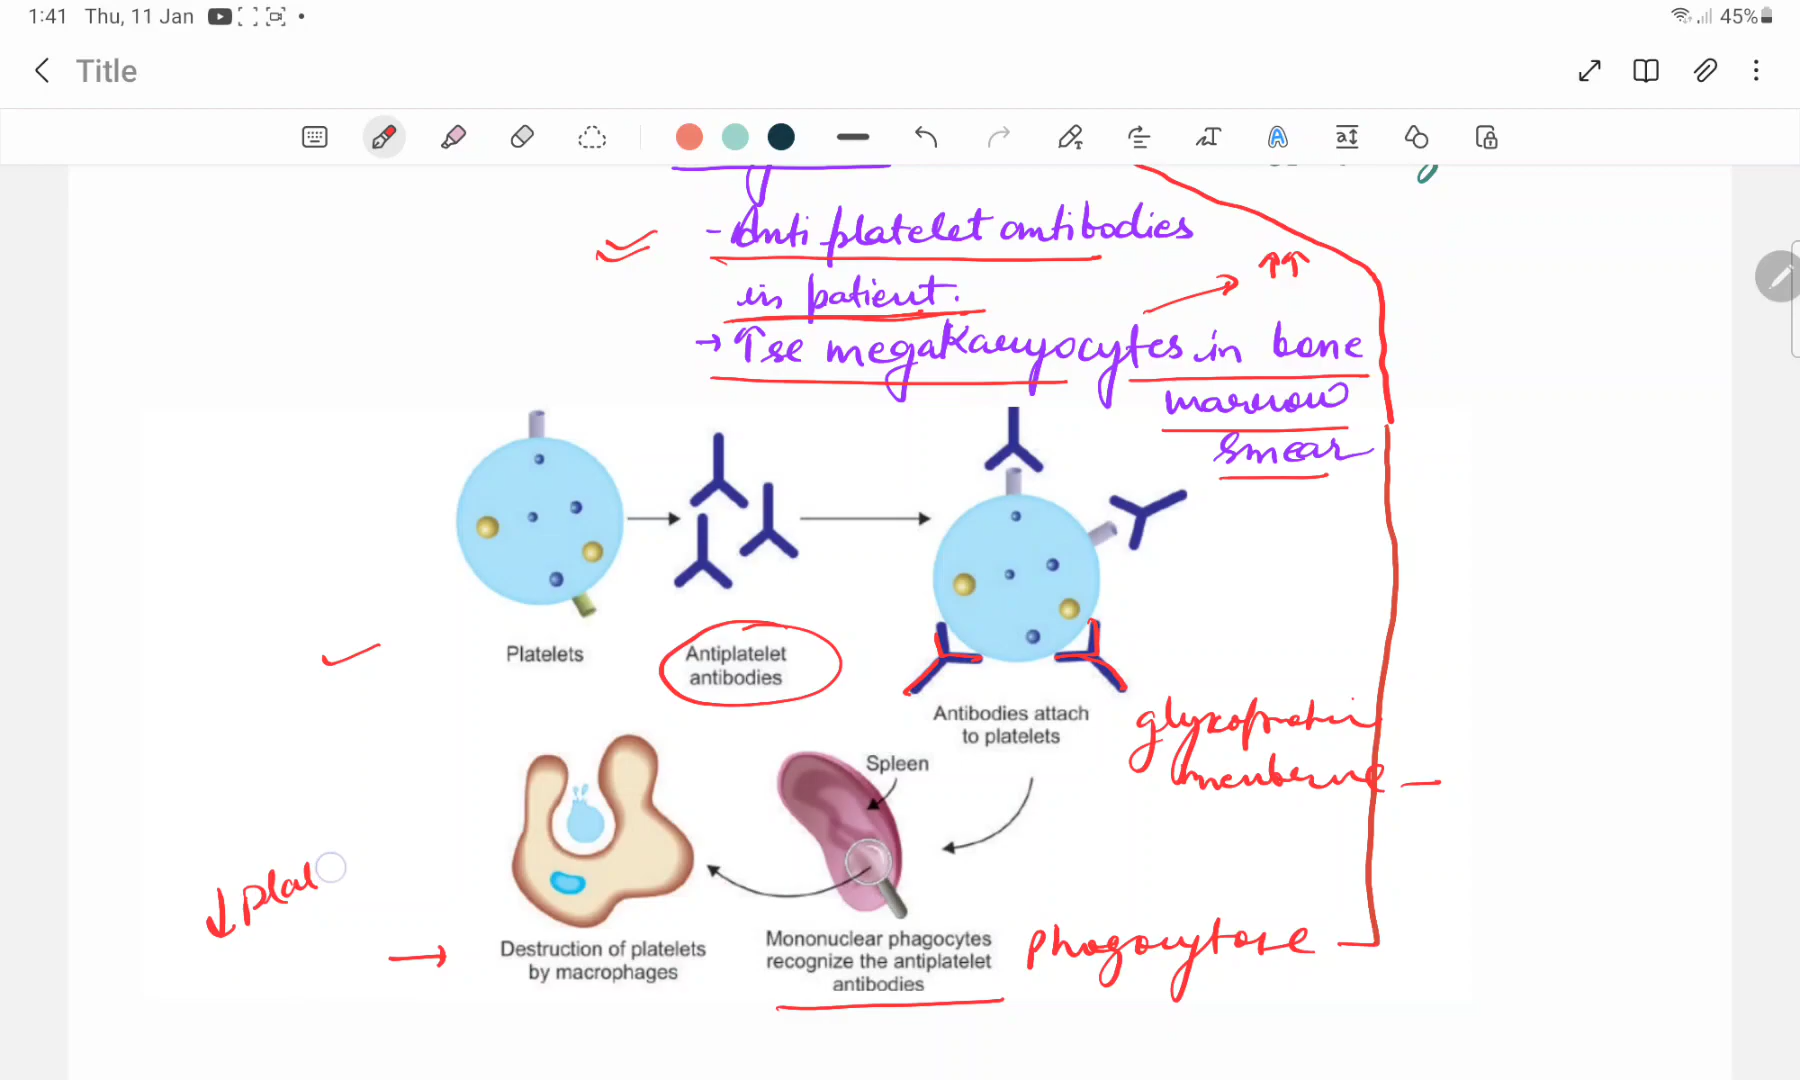 1:41 Thu, 11 Jan
45%
Title
- Anti platelet antibodies
in patient.
→ ↑se megakaryocytes in bone
marrow
smear
↑↑
Platelets
Antiplatelet
antibodies
Antibodies attach
to platelets
glycoprotein
membrane
Spleen
↓ plat
→ Destruction of platelets
by macrophages
Mononuclear phagocytes
recognize the antiplatelet
antibodies
phagocytose